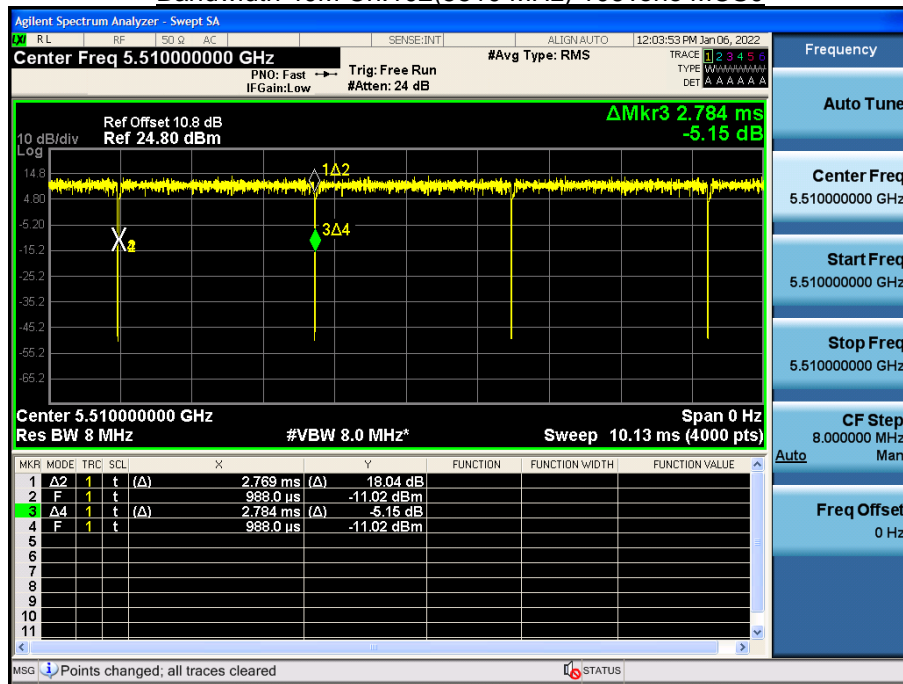 Agilent Spectrum Analyzer - Swept SA
LXI RL RF 50 Ω AC SENSE:INT ALIGN AUTO 12:03:53 PM Jan 06, 2022
Center Freq 5.510000000 GHz #Avg Type: RMS TRACE 1 2 3 4 5 6
PNO: Fast Trig: Free Run TYPE WWWWWW
IFGain:Low #Atten: 24 dB DET A A A A A A
ΔMkr3 2.784 ms
-5.15 dB
Ref Offset 10.8 dB
10 dB/div Ref 24.80 dBm
Log
14.8
4.80
-5.20
-15.2
-25.2
-35.2
-45.2
-55.2
-65.2
1Δ2
3Δ4
2
Center 5.510000000 GHz Span 0 Hz
Res BW 8 MHz #VBW 8.0 MHz* Sweep 10.13 ms (4000 pts)
MKR MODE TRC SCL X Y FUNCTION FUNCTION WIDTH FUNCTION VALUE
1 Δ2 1 t (Δ) 2.769 ms (Δ) 18.04 dB
2 F 1 t 988.0 µs -11.02 dBm
3 Δ4 1 t (Δ) 2.784 ms (Δ) -5.15 dB
4 F 1 t 988.0 µs -11.02 dBm
5
6
7
8
9
10
11
MSG Points changed; all traces cleared STATUS
Frequency
Auto Tune
Center Freq
5.510000000 GHz
Start Freq
5.510000000 GHz
Stop Freq
5.510000000 GHz
CF Step
8.000000 MHz
Auto Man
Freq Offset
0 Hz